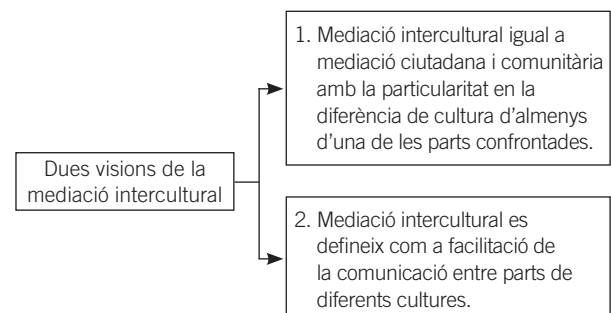 Dues visions de la
mediació intercultural
1. Mediació intercultural igual a
mediació ciutadana i comunitària
amb la particularitat en la
diferència de cultura d'almenys
d'una de les parts confrontades.
2. Mediació intercultural es
defineix com a facilitació de
la comunicació entre parts de
diferents cultures.